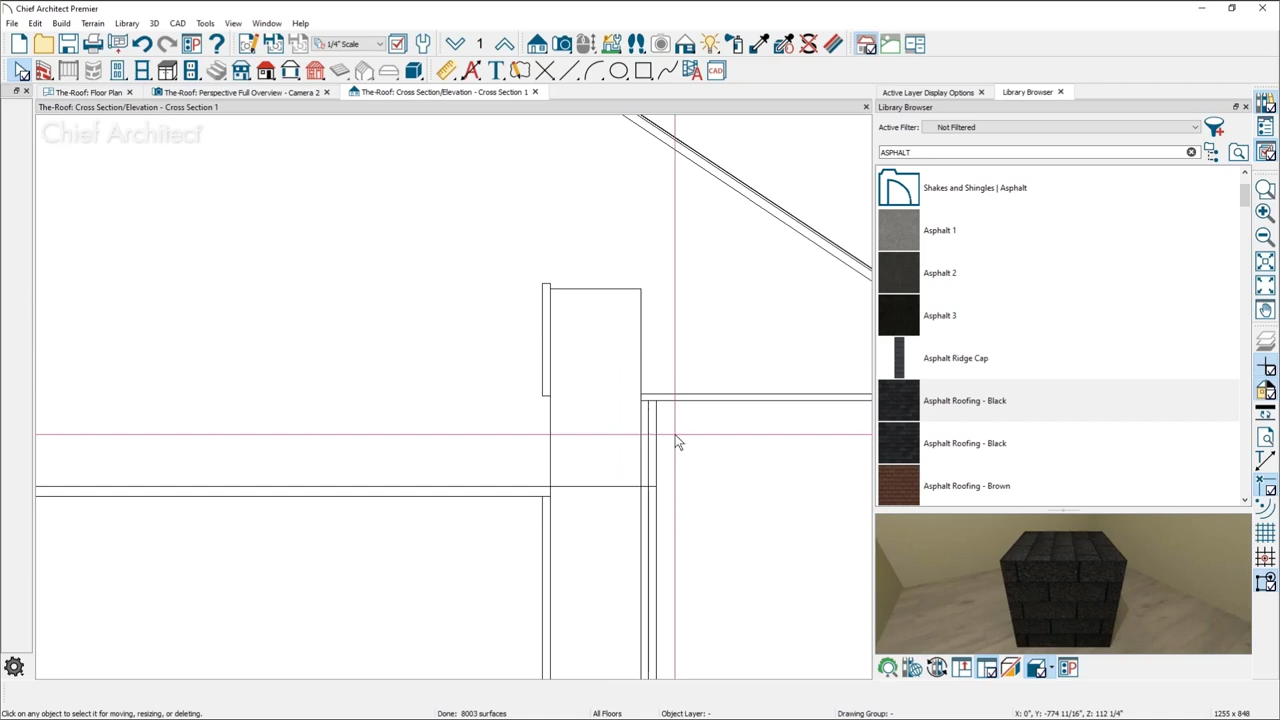 Chief Architect Premier
File Edit Build Terrain Library 3D CAD Tools View Window Help
1/4" Scale 1
T CAD
The-Roof: Floor Plan The-Roof: Perspective Full Overview - Camera 2 The-Roof: Cross Section/Elevation - Cross Section 1 Active Layer Display Options Library Browser
The-Roof: Cross Section/Elevation - Cross Section 1 Library Browser
Chief Architect
Active Filter: Not Filtered
ASPHALT
Shakes and Shingles | Asphalt
Asphalt 1
Asphalt 2
Asphalt 3
Asphalt Ridge Cap
Asphalt Roofing - Black
Asphalt Roofing - Black
Asphalt Roofing - Brown
Click on any object to select it for moving, resizing, or deleting. Done: 8003 surfaces All Floors Object Layer: - Drawing Group: - X: 0", Y: -774 11/16", Z: 112 1/4" 1255 x 848